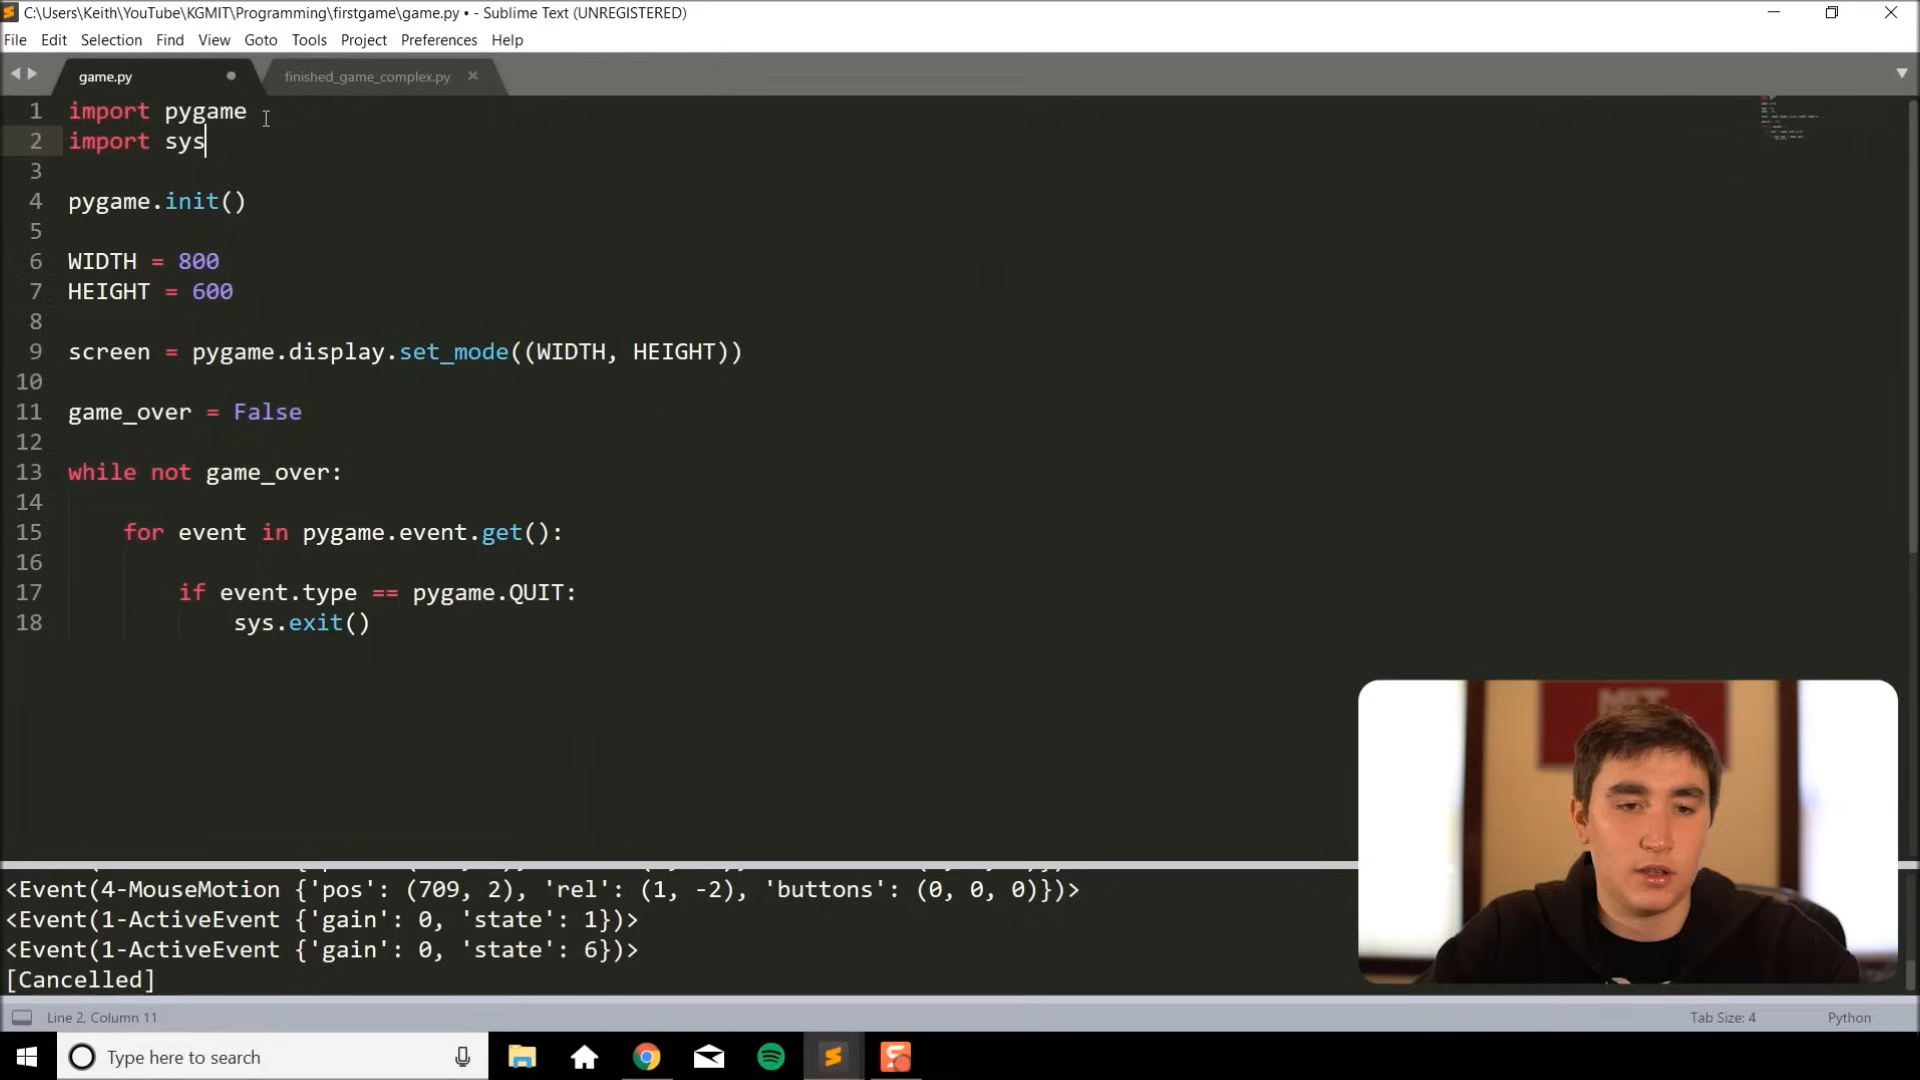 C:\Users\Keith\YouTube\KGMIT\Programming\firstgame\game.py • - Sublime Text (UNREGISTERED)
File Edit Selection Find View Goto Tools Project Preferences Help
game.py finished_game_complex.py
1 import pygame
2 import sys
3
4 pygame.init()
5
6 WIDTH = 800
7 HEIGHT = 600
8
9 screen = pygame.display.set_mode((WIDTH, HEIGHT))
10
11 game_over = False
12
13 while not game_over:
14
15 for event in pygame.event.get():
16
17 if event.type == pygame.QUIT:
18 sys.exit()
MIT
<Event(4-MouseMotion {'pos': (709, 2), 'rel': (1, -2), 'buttons': (0, 0, 0)})>
<Event(1-ActiveEvent {'gain': 0, 'state': 1})>
<Event(1-ActiveEvent {'gain': 0, 'state': 6})>
[Cancelled]
Line 2, Column 11 Tab Size: 4 Python
Type here to search